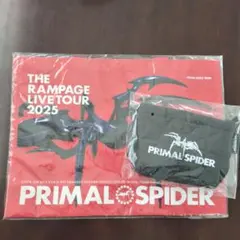 THE
RAMPAGE
LIVE TOUR
2025
PRIMAL SPIDER
PRIMAL SPIDER